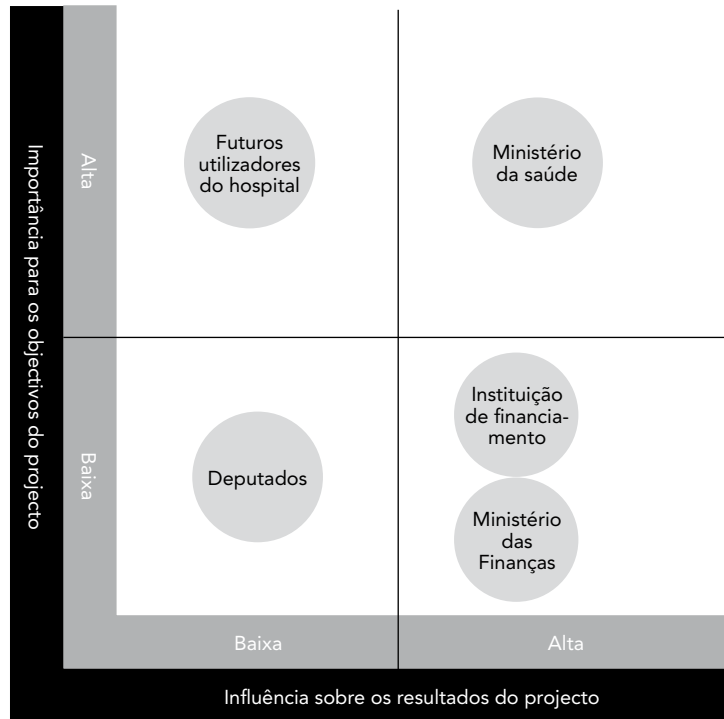 Importância para os objectivos do projecto
Alta
Futuros
utilizadores
do hospital
Ministério
da saúde
Baixa
Deputados
Instituição
de financia-
mento
Ministério
das
Finanças
Baixa
Alta
Influência sobre os resultados do projecto